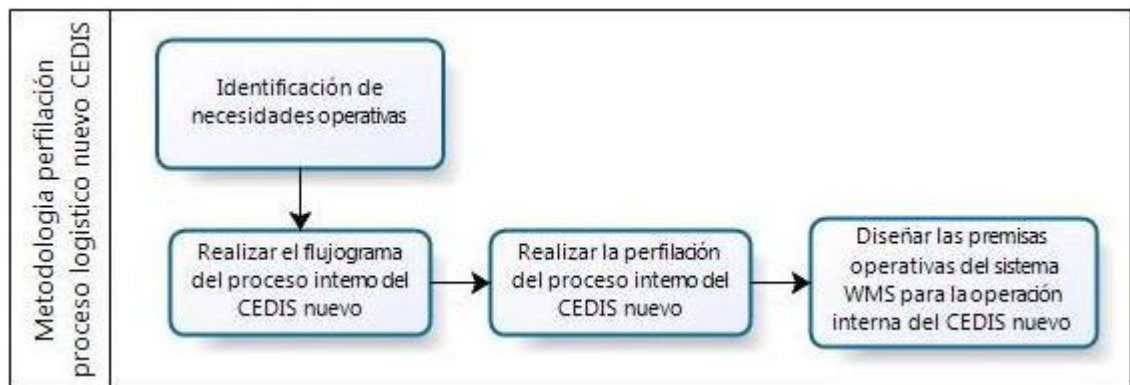 Metodologia perfilación
proceso logistico nuevo CEDIS
Identificación de
necesidades operativas
Realizar el flujograma
del proceso interno del
CEDIS nuevo
Realizar la perfilación
del proceso interno del
CEDIS nuevo
Diseñar las premisas
operativas del sistema
WMS para la operación
interna del CEDIS nuevo